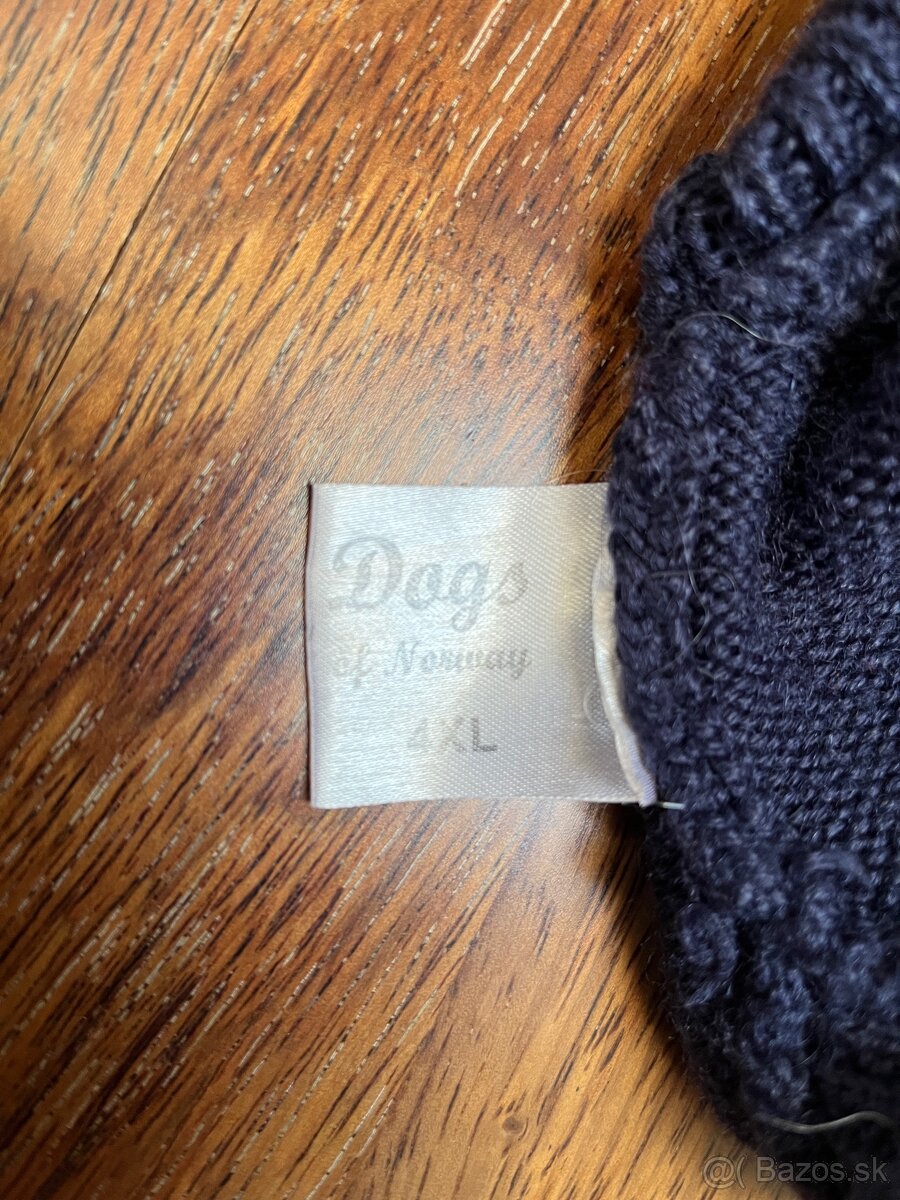 Dogs
of Norway
4XL
@( Bazos.sk